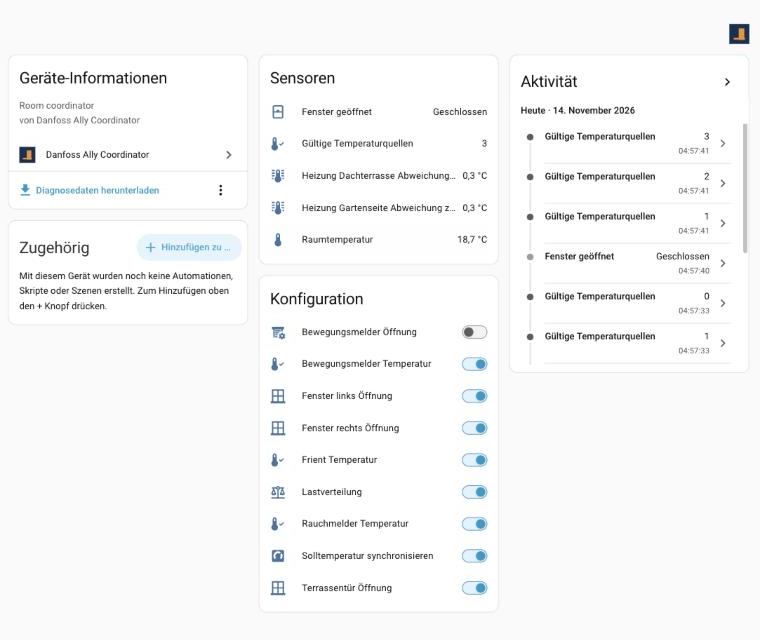 Geräte-Informationen
Room coordinator
von Danfoss Ally Coordinator
Danfoss Ally Coordinator
Diagnosedaten herunterladen
Zugehörig
Hinzufügen zu ...
Mit diesem Gerät wurden noch keine Automationen,
Skripte oder Szenen erstellt. Zum Hinzufügen oben
den + Knopf drücken.
Sensoren
Fenster geöffnet Geschlossen
Gültige Temperaturquellen 3
Heizung Dachterrasse Abweichung... 0,3 °C
Heizung Gartenseite Abweichung z... 0,3 °C
Raumtemperatur 18,7 °C
Konfiguration
Bewegungsmelder Öffnung
Bewegungsmelder Temperatur
Fenster links Öffnung
Fenster rechts Öffnung
Frient Temperatur
Lastverteilung
Rauchmelder Temperatur
Solltemperatur synchronisieren
Terrassentür Öffnung
Aktivität
Heute · 14. November 2026
Gültige Temperaturquellen 3
04:57:41
Gültige Temperaturquellen 2
04:57:41
Gültige Temperaturquellen 1
04:57:41
Fenster geöffnet Geschlossen
04:57:40
Gültige Temperaturquellen 0
04:57:33
Gültige Temperaturquellen 1
04:57:33